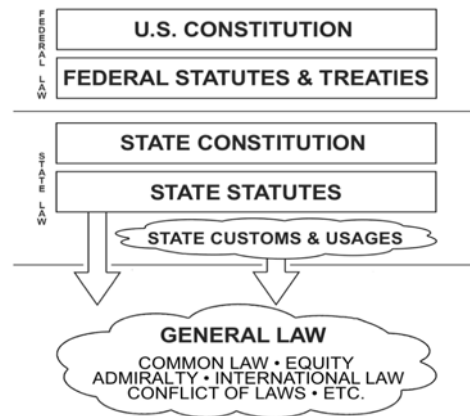 FEDERAL LAW
U.S. CONSTITUTION
FEDERAL STATUTES & TREATIES
STATE LAW
STATE CONSTITUTION
STATE STATUTES
STATE CUSTOMS & USAGES
GENERAL LAW
COMMON LAW • EQUITY
ADMIRALTY • INTERNATIONAL LAW
CONFLICT OF LAWS • ETC.